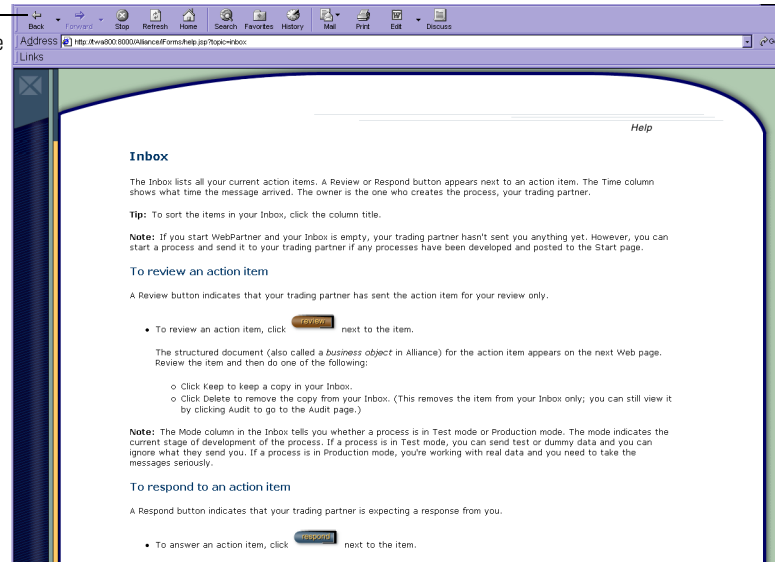 Back Forward Stop Refresh Home Search Favorites History Mail Print Edit Discuss
e
Address http://twa800:8000/Alliance/iForms/help.jsp?topic=inbox
Links
Help
Inbox
The Inbox lists all your current action items. A Review or Respond button appears next to an action item. The Time column
shows what time the message arrived. The owner is the one who creates the process, your trading partner.
Tip: To sort the items in your Inbox, click the column title.
Note: If you start WebPartner and your Inbox is empty, your trading partner hasn't sent you anything yet. However, you can
start a process and send it to your trading partner if any processes have been developed and posted to the Start page.
To review an action item
A Review button indicates that your trading partner has sent the action item for your review only.
• To review an action item, click review next to the item.
The structured document (also called a business object in Alliance) for the action item appears on the next Web page.
Review the item and then do one of the following:
o Click Keep to keep a copy in your Inbox.
o Click Delete to remove the copy from your Inbox. (This removes the item from your Inbox only; you can still view it
by clicking Audit to go to the Audit page.)
Note: The Mode column in the Inbox tells you whether a process is in Test mode or Production mode. The mode indicates the
current stage of development of the process. If a process is in Test mode, you can send test or dummy data and you can
ignore what they send you. If a process is in Production mode, you're working with real data and you need to take the
messages seriously.
To respond to an action item
A Respond button indicates that your trading partner is expecting a response from you.
• To answer an action item, click respond next to the item.